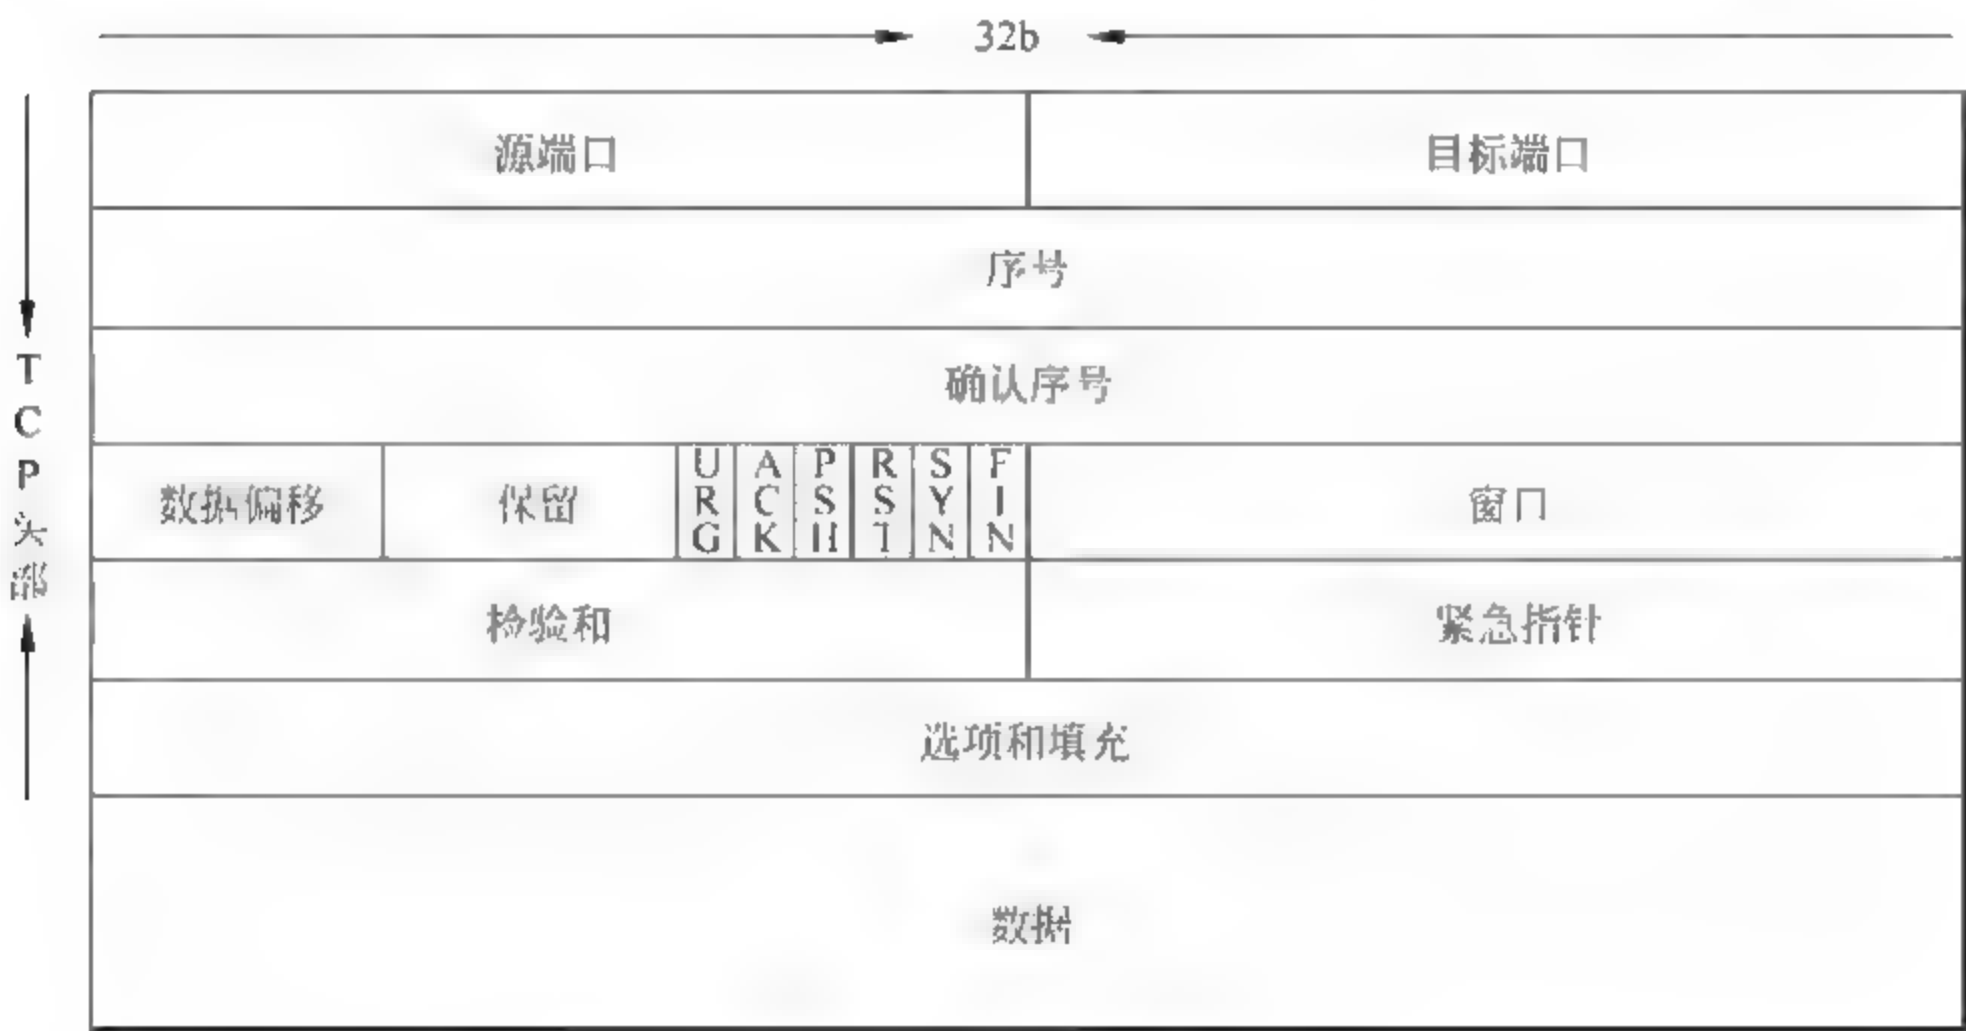 32b
源端口 目标端口
序号
确认序号
TCP头部
数据偏移 保留 URG ACK PSH RST SYN FIN 窗口
检验和 紧急指针
选项和填充
数据